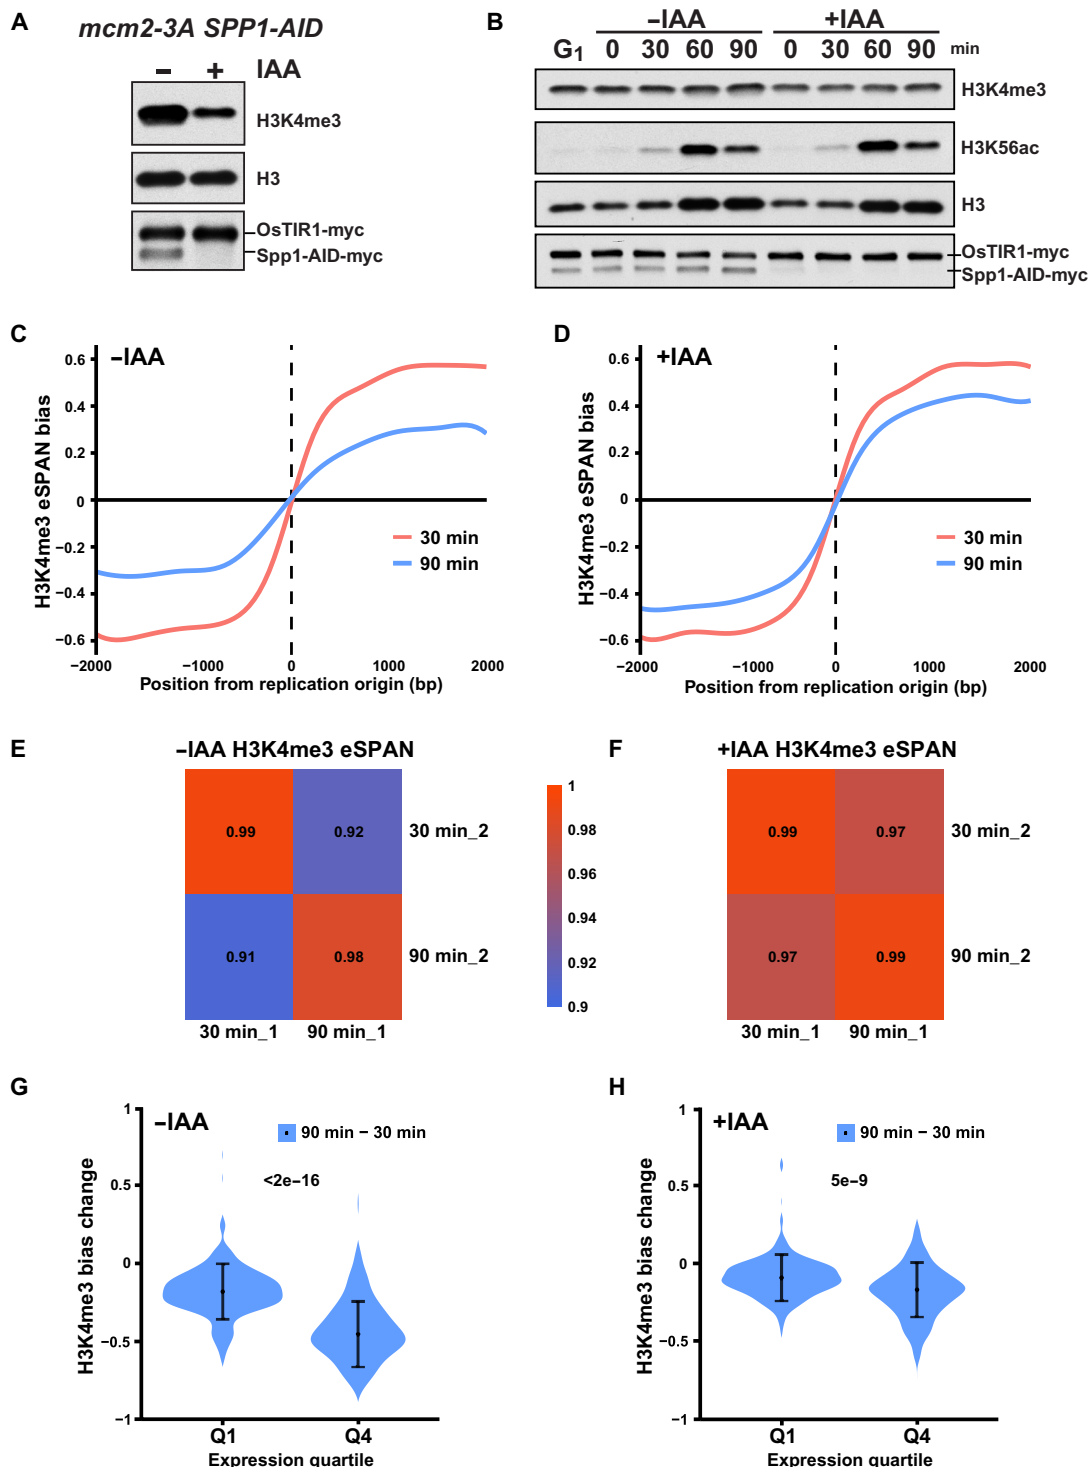 A
mcm2-3A SPP1-AID
– + IAA
H3K4me3
H3
OsTIR1-myc
Spp1-AID-myc
B
–IAA +IAA
G1 0 30 60 90 0 30 60 90 min
H3K4me3
H3K56ac
H3
OsTIR1-myc
Spp1-AID-myc
C
–IAA
H3K4me3 eSPAN bias
0.6
0.4
0.2
0
−0.2
−0.4
−0.6
30 min
90 min
−2000 −1000 0 1000 2000
Position from replication origin (bp)
D
+IAA
H3K4me3 eSPAN bias
0.6
0.4
0.2
0
−0.2
−0.4
−0.6
30 min
90 min
−2000 −1000 0 1000 2000
Position from replication origin (bp)
E
–IAA H3K4me3 eSPAN
0.99 0.92 30 min_2
0.91 0.98 90 min_2
30 min_1 90 min_1
1
0.98
0.96
0.94
0.92
0.9
F
+IAA H3K4me3 eSPAN
0.99 0.97 30 min_2
0.97 0.99 90 min_2
30 min_1 90 min_1
G
–IAA
90 min − 30 min
<2e−16
H3K4me3 bias change
1
0.5
0
−0.5
−1
Q1 Q4
Expression quartile
H
+IAA
90 min − 30 min
5e−9
H3K4me3 bias change
1
0.5
0
−0.5
−1
Q1 Q4
Expression quartile